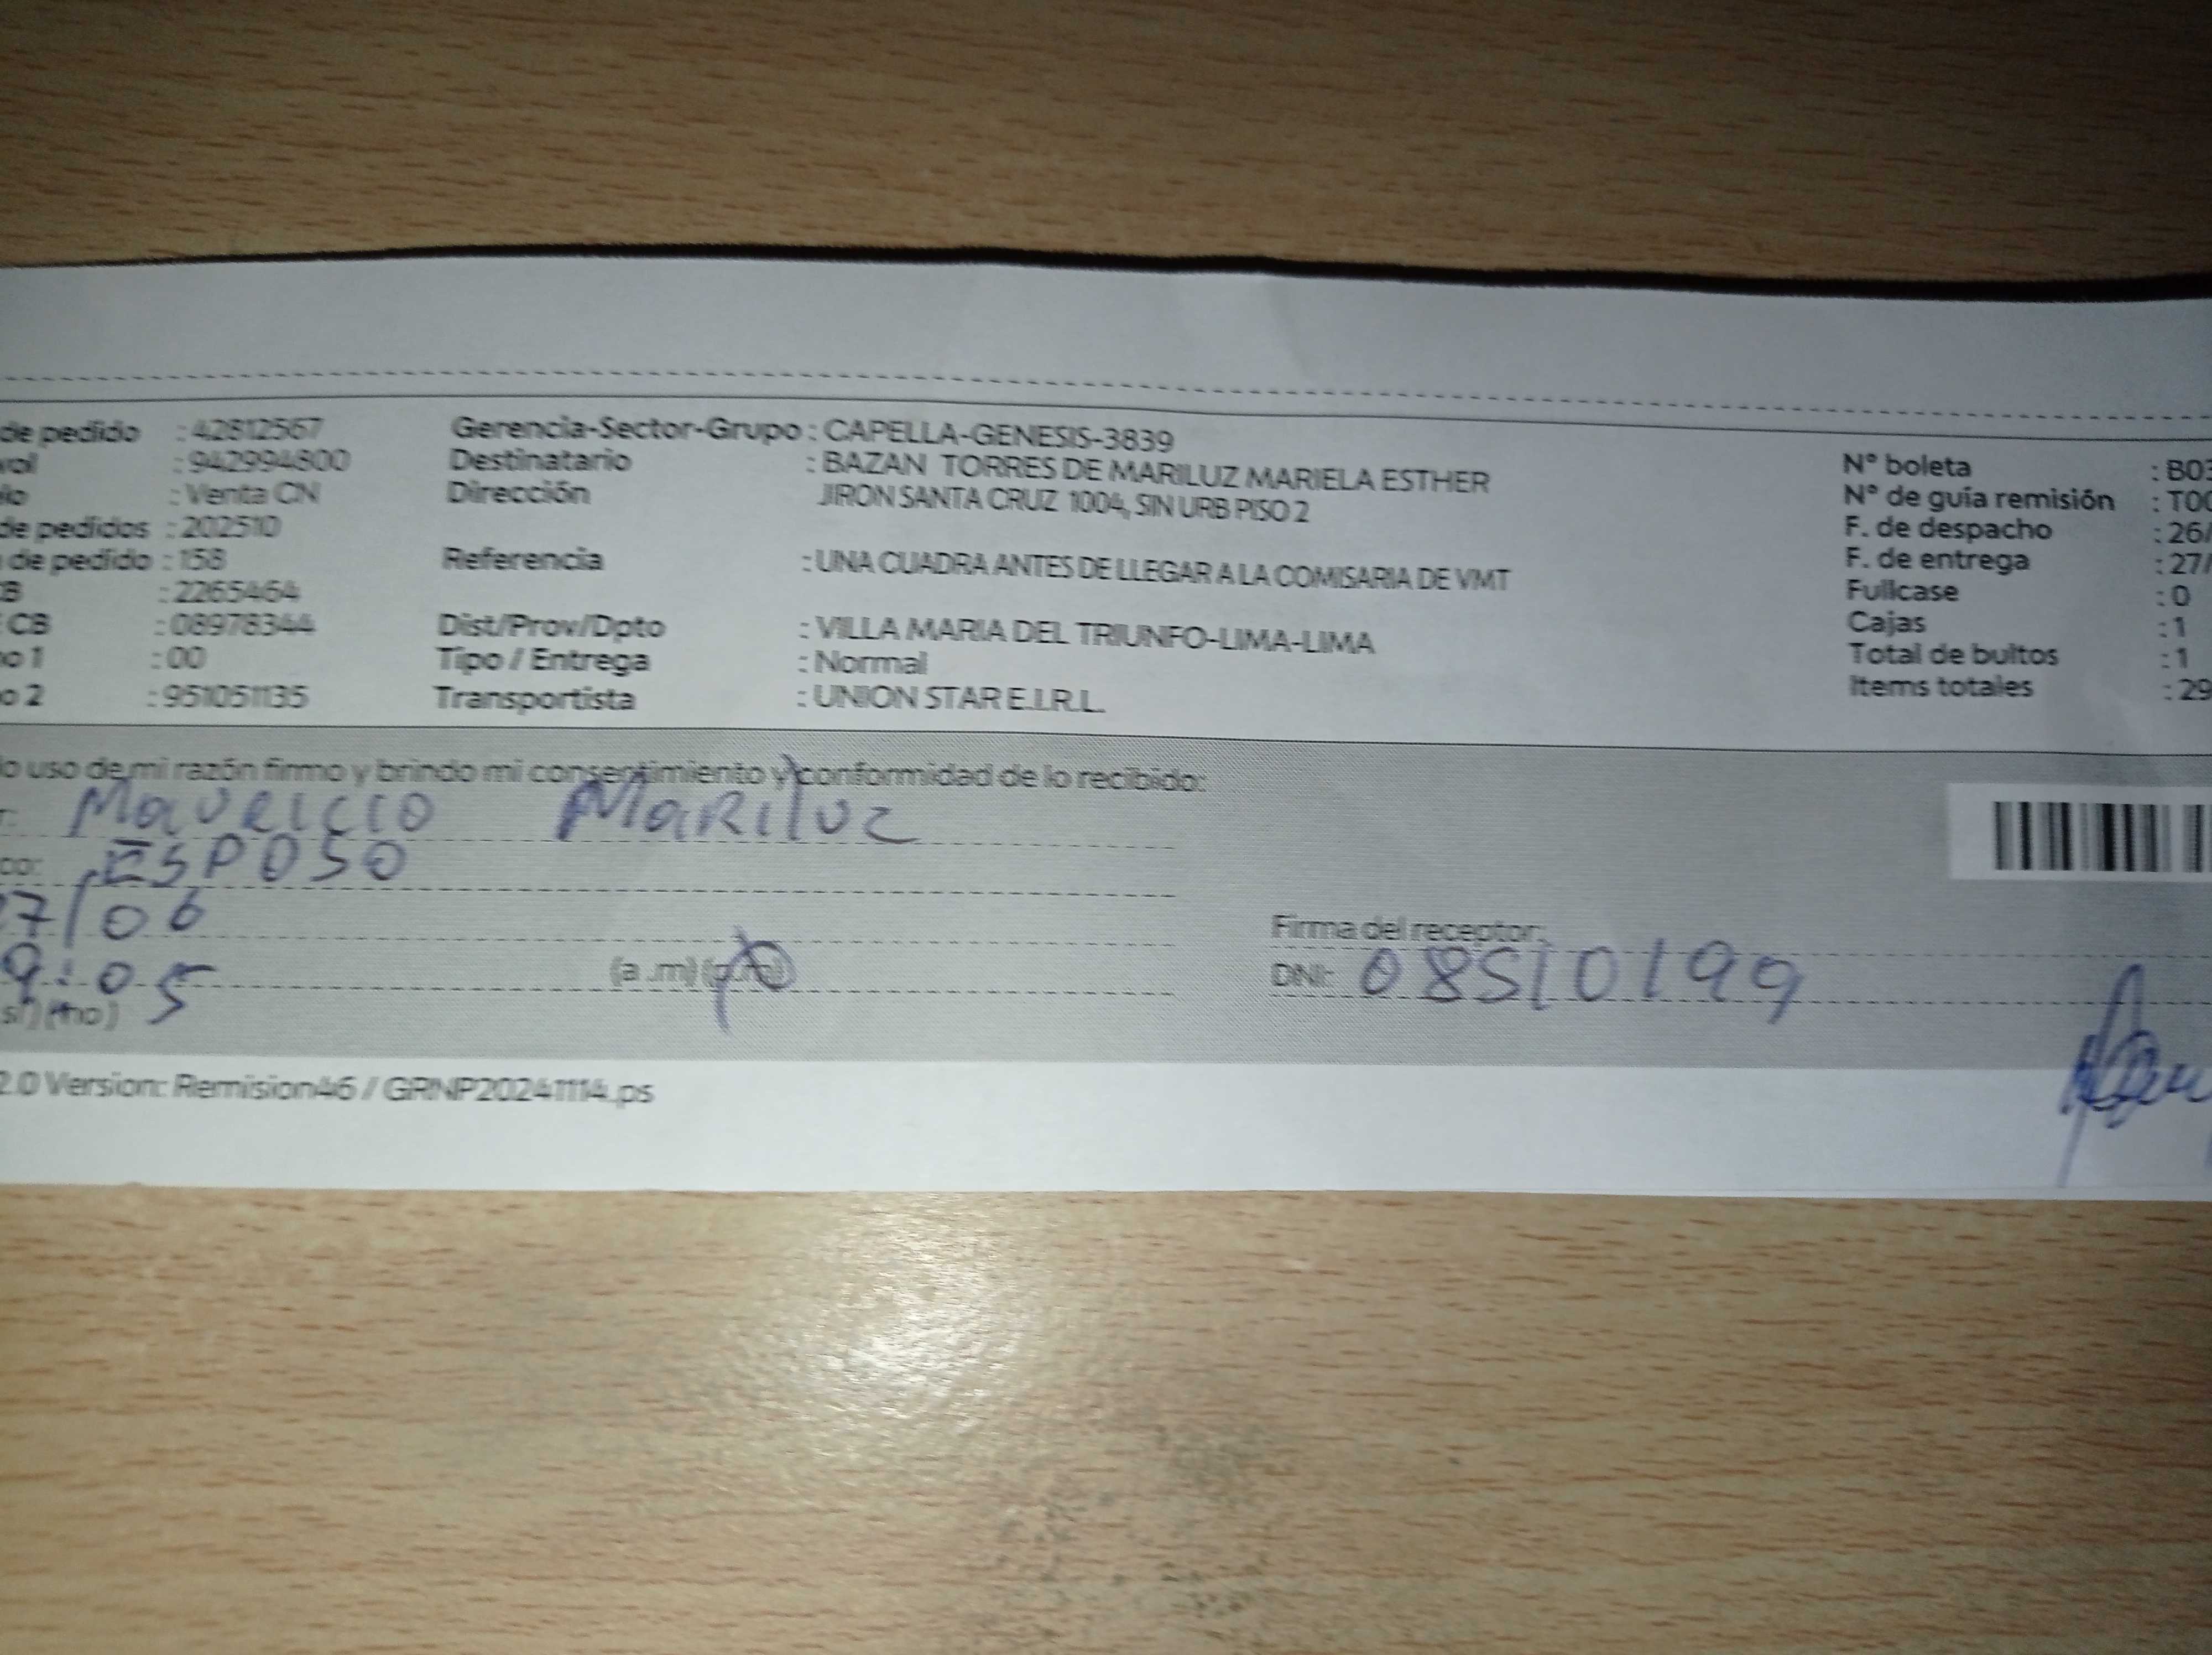 de pedido : 42812567
vol : 942994800
: Venta CN
de pedidos : 202510
de pedido : 158
: 2265464
CB : 08978344
o 1 : 00
o 2 : 951051135
Gerencia-Sector-Grupo : CAPELLA-GENESIS-3839
Destinatario : BAZAN TORRES DE MARILUZ MARIELA ESTHER
Dirección JIRON SANTA CRUZ 1004, SIN URB PISO 2
Referencia : UNA CUADRA ANTES DE LLEGAR A LA COMISARIA DE VMT
Dist/Prov/Dpto : VILLA MARIA DEL TRIUNFO-LIMA-LIMA
Tipo / Entrega : Normal
Transportista : UNION STAR E.I.R.L.
N° boleta : B03
N° de guía remisión : T00
F. de despacho : 26/
F. de entrega : 27/
Fullcase : 0
Cajas : 1
Total de bultos : 1
Items totales : 29
o uso de mi razón firmo y brindo mi consentimiento y conformidad de lo recibido:
MAURICIO MARILUZ
ESPOSO
7/06
9:05 (a .m) (p.m)
si) (no)
Firma del receptor:
DNI: 08510199
2.0 Version: Remision46 / GRNP20241114.ps